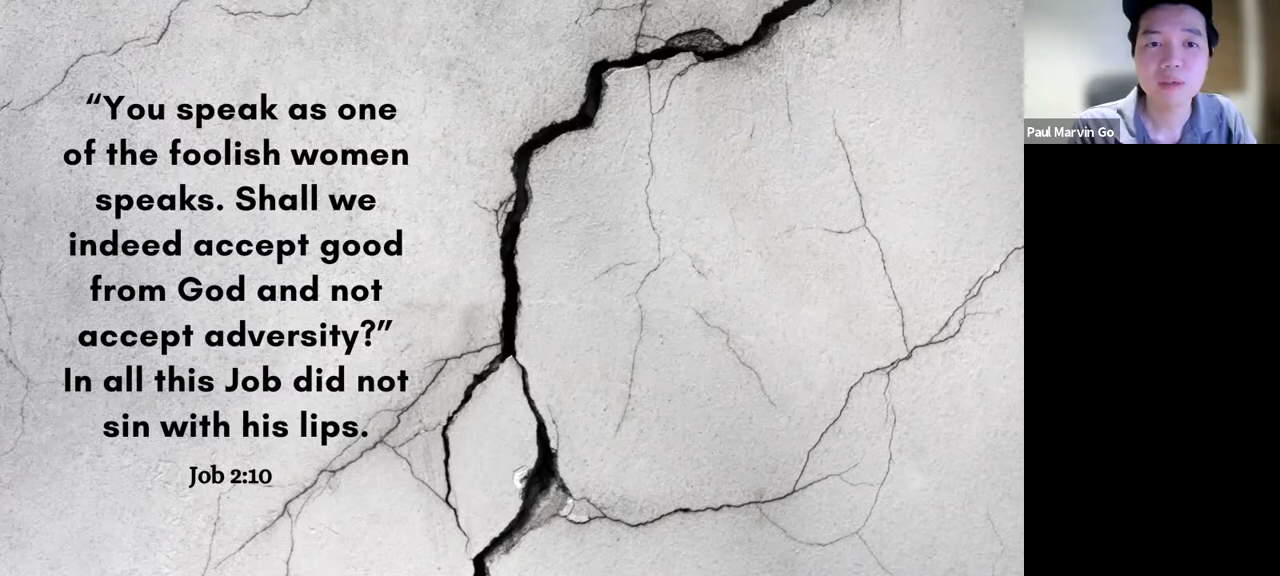 “You speak as one
of the foolish women
speaks. Shall we
indeed accept good
from God and not
accept adversity?”
In all this Job did not
sin with his lips.
Job 2:10
Paul Marvin Go